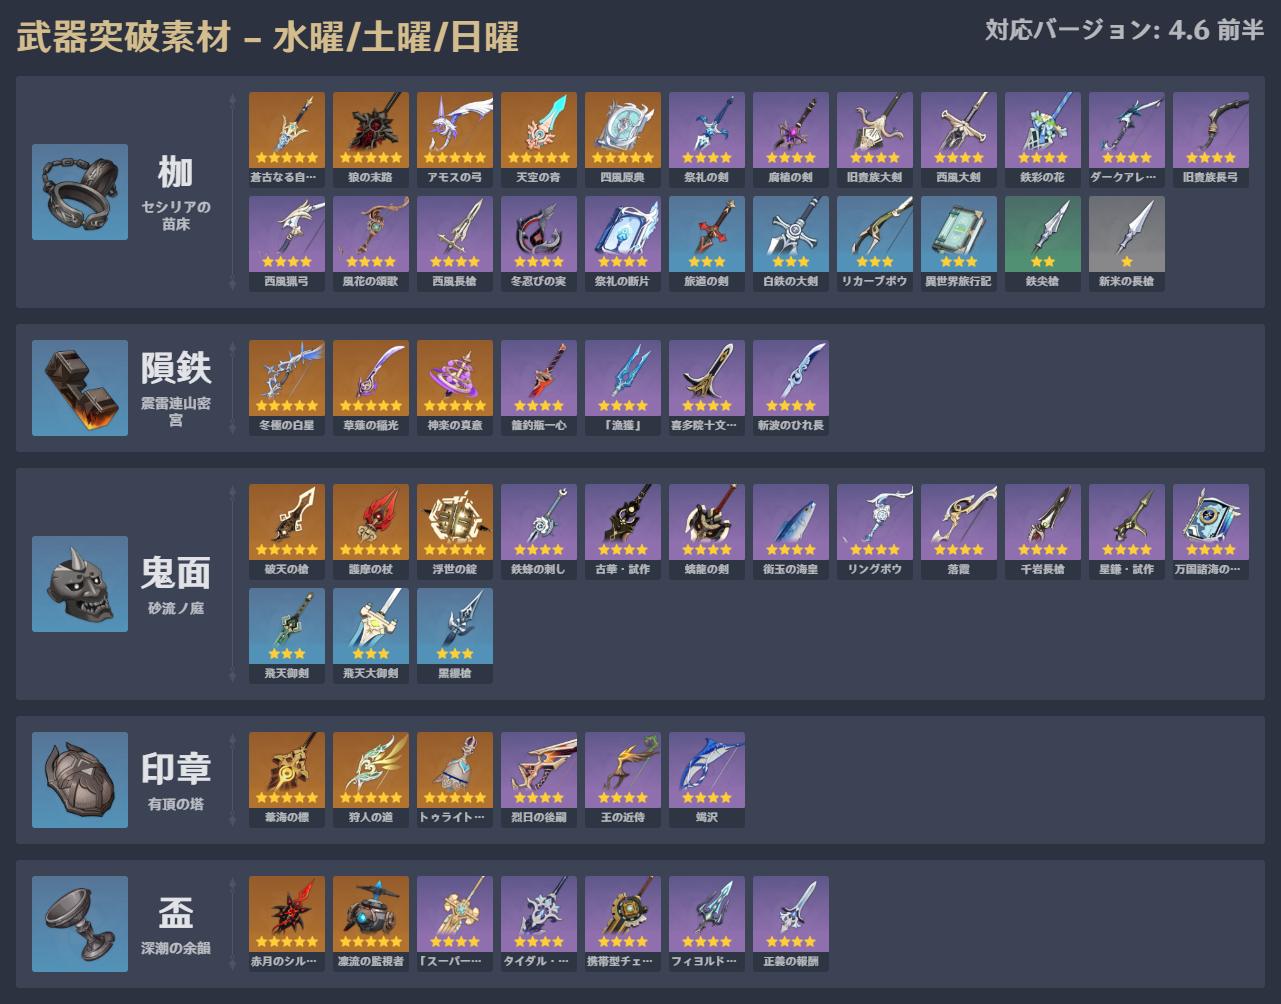 武器突破素材 – 水曜/土曜/日曜
対応バージョン: 4.6 前半
枷
セシリアの
苗床
蒼古なる自…
狼の末路
アモスの弓
天空の脊
四風原典
祭礼の剣
腐植の剣
旧貴族大剣
西風大剣
鉄彩の花
ダークアレ…
旧貴族長弓
西風猟弓
風花の頌歌
西風長槍
冬忍びの実
祭礼の断片
旅道の剣
白鉄の大剣
リカーブボウ
異世界旅行記
鉄尖槍
新米の長槍
隕鉄
震雷連山密
宮
冬極の白星
草薙の稲光
神楽の真意
籠釣瓶一心
「漁獲」
喜多院十文…
斬波のひれ長
鬼面
砂流ノ庭
破天の槍
護摩の杖
浮世の錠
鉄蜂の刺し
古華・試作
螭龍の剣
銜玉の海皇
リングボウ
落霞
千岩長槍
星鎌・試作
万国諸海の…
飛天御剣
飛天大御剣
黒纓槍
印章
有頂の塔
葦海の標
狩人の道
トゥライト…
烈日の後嗣
王の近侍
竭沢
盃
深潮の余韻
赤月のシル…
凛流の監視者
「スーパー…
タイダル・…
携帯型チェ…
フィヨルド…
正義の報酬